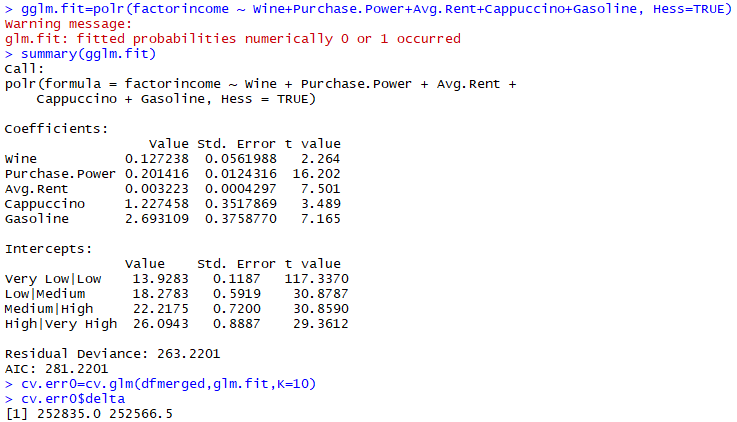 > gglm.fit=polr(factorincome ~ Wine+Purchase.Power+Avg.Rent+Cappuccino+Gasoline, Hess=TRUE)
Warning message:
glm.fit: fitted probabilities numerically 0 or 1 occurred
> summary(gglm.fit)
Call:
polr(formula = factorincome ~ Wine + Purchase.Power + Avg.Rent +
    Cappuccino + Gasoline, Hess = TRUE)

Coefficients:
                  Value Std. Error t value
Wine           0.127238  0.0561988   2.264
Purchase.Power 0.201416  0.0124316  16.202
Avg.Rent       0.003223  0.0004297   7.501
Cappuccino     1.227458  0.3517869   3.489
Gasoline       2.693109  0.3758770   7.165

Intercepts:
               Value    Std. Error t value
Very Low|Low    13.9283   0.1187   117.3370
Low|Medium      18.2783   0.5919    30.8787
Medium|High     22.2175   0.7200    30.8590
High|Very High  26.0943   0.8887    29.3612

Residual Deviance: 263.2201
AIC: 281.2201
> cv.err0=cv.glm(dfmerged,glm.fit,K=10)
> cv.err0$delta
[1] 252835.0 252566.5